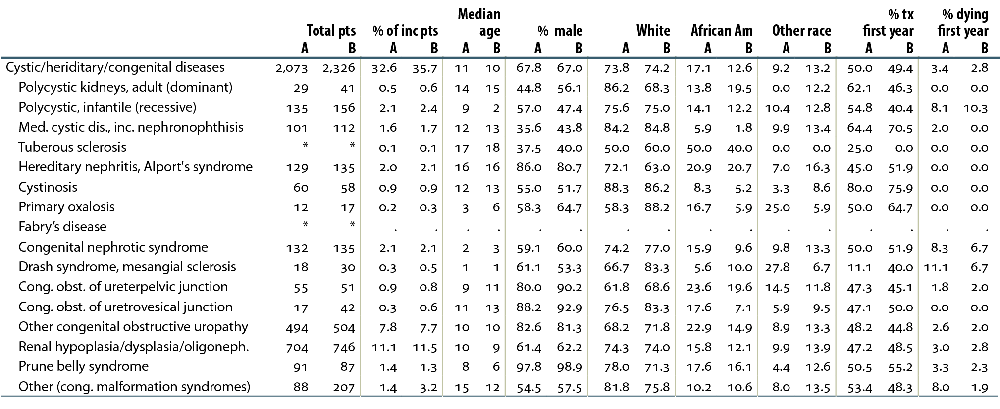 Median % tx % dying
Total pts % of inc pts age % male White African Am Other race first year first year
A B A B A B A B A B A B A B A B A B
Cystic/heriditary/congenital diseases 2,073 2,326 32.6 35.7 11 10 67.8 67.0 73.8 74.2 17.1 12.6 9.2 13.2 50.0 49.4 3.4 2.8
Polycystic kidneys, adult (dominant) 29 41 0.5 0.6 14 15 44.8 56.1 86.2 68.3 13.8 19.5 0.0 12.2 62.1 46.3 0.0 0.0
Polycystic, infantile (recessive) 135 156 2.1 2.4 9 2 57.0 47.4 75.6 75.0 14.1 12.2 10.4 12.8 54.8 40.4 8.1 10.3
Med. cystic dis., inc. nephronophthisis 101 112 1.6 1.7 12 13 35.6 43.8 84.2 84.8 5.9 1.8 9.9 13.4 64.4 70.5 2.0 0.0
Tuberous sclerosis * * 0.1 0.1 17 18 37.5 40.0 50.0 60.0 50.0 40.0 0.0 0.0 25.0 0.0 0.0 0.0
Hereditary nephritis, Alport's syndrome 129 135 2.0 2.1 16 16 86.0 80.7 72.1 63.0 20.9 20.7 7.0 16.3 45.0 51.9 0.0 0.0
Cystinosis 60 58 0.9 0.9 12 13 55.0 51.7 88.3 86.2 8.3 5.2 3.3 8.6 80.0 75.9 0.0 0.0
Primary oxalosis 12 17 0.2 0.3 3 6 58.3 64.7 58.3 88.2 16.7 5.9 25.0 5.9 50.0 64.7 0.0 0.0
Fabry’s disease * * . . . . . . . . . . . . . . . .
Congenital nephrotic syndrome 132 135 2.1 2.1 2 3 59.1 60.0 74.2 77.0 15.9 9.6 9.8 13.3 50.0 51.9 8.3 6.7
Drash syndrome, mesangial sclerosis 18 30 0.3 0.5 1 1 61.1 53.3 66.7 83.3 5.6 10.0 27.8 6.7 11.1 40.0 11.1 6.7
Cong. obst. of ureterpelvic junction 55 51 0.9 0.8 9 11 80.0 90.2 61.8 68.6 23.6 19.6 14.5 11.8 47.3 45.1 1.8 2.0
Cong. obst. of uretrovesical junction 17 42 0.3 0.6 11 13 88.2 92.9 76.5 83.3 17.6 7.1 5.9 9.5 47.1 50.0 0.0 0.0
Other congenital obstructive uropathy 494 504 7.8 7.7 10 10 82.6 81.3 68.2 71.8 22.9 14.9 8.9 13.3 48.2 44.8 2.6 2.0
Renal hypoplasia/dysplasia/oligoneph. 704 746 11.1 11.5 10 9 61.4 62.2 74.3 74.0 15.8 12.1 9.9 13.9 47.2 48.5 3.0 2.8
Prune belly syndrome 91 87 1.4 1.3 8 6 97.8 98.9 78.0 71.3 17.6 16.1 4.4 12.6 50.5 55.2 3.3 2.3
Other (cong. malformation syndromes) 88 207 1.4 3.2 15 12 54.5 57.5 81.8 75.8 10.2 10.6 8.0 13.5 53.4 48.3 8.0 1.9